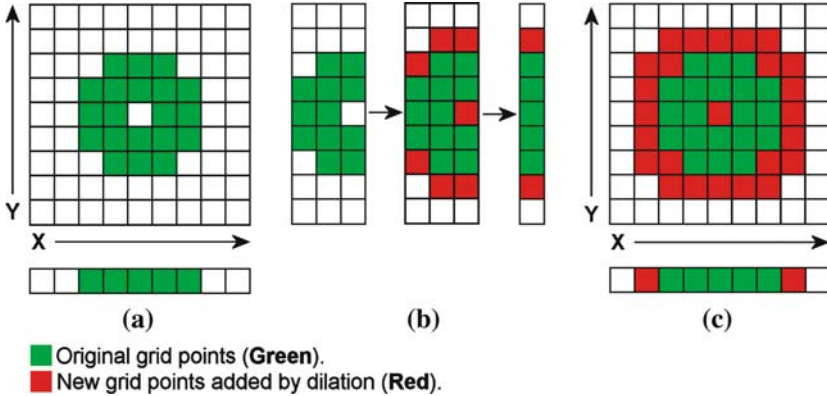 Y
X
Y
X
(a)
(b)
(c)
Original grid points (Green).
New grid points added by dilation (Red).